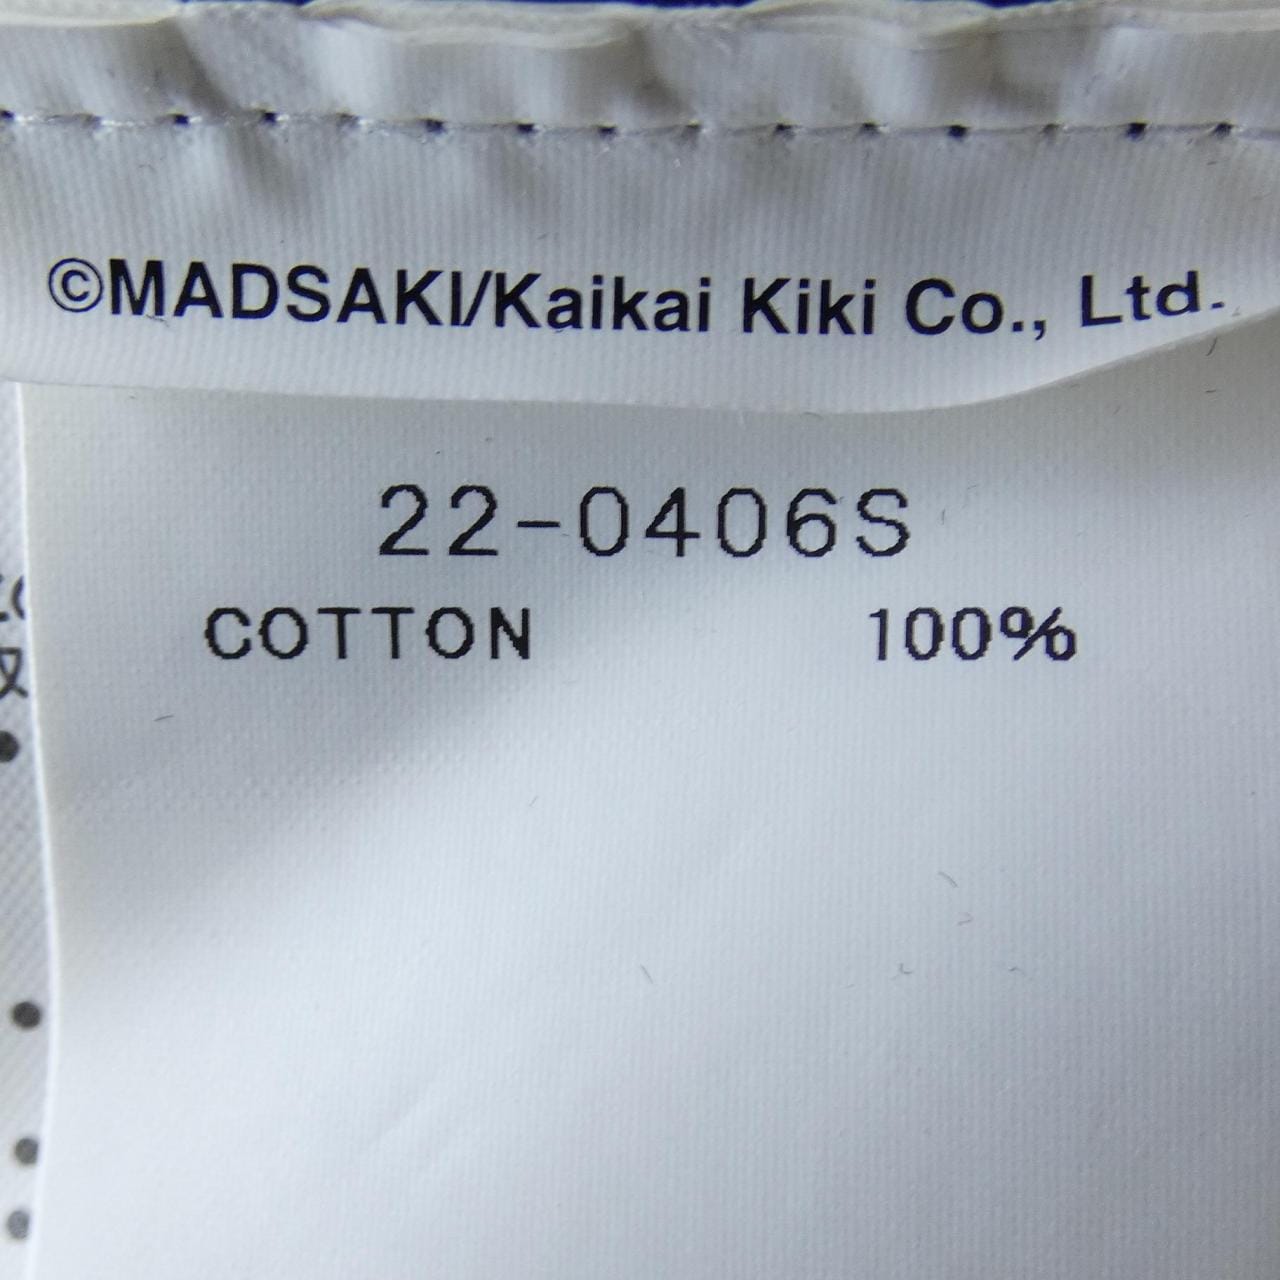 ©MADSAKI/Kaikai Kiki Co., Ltd.
22-0406S
COTTON 100%